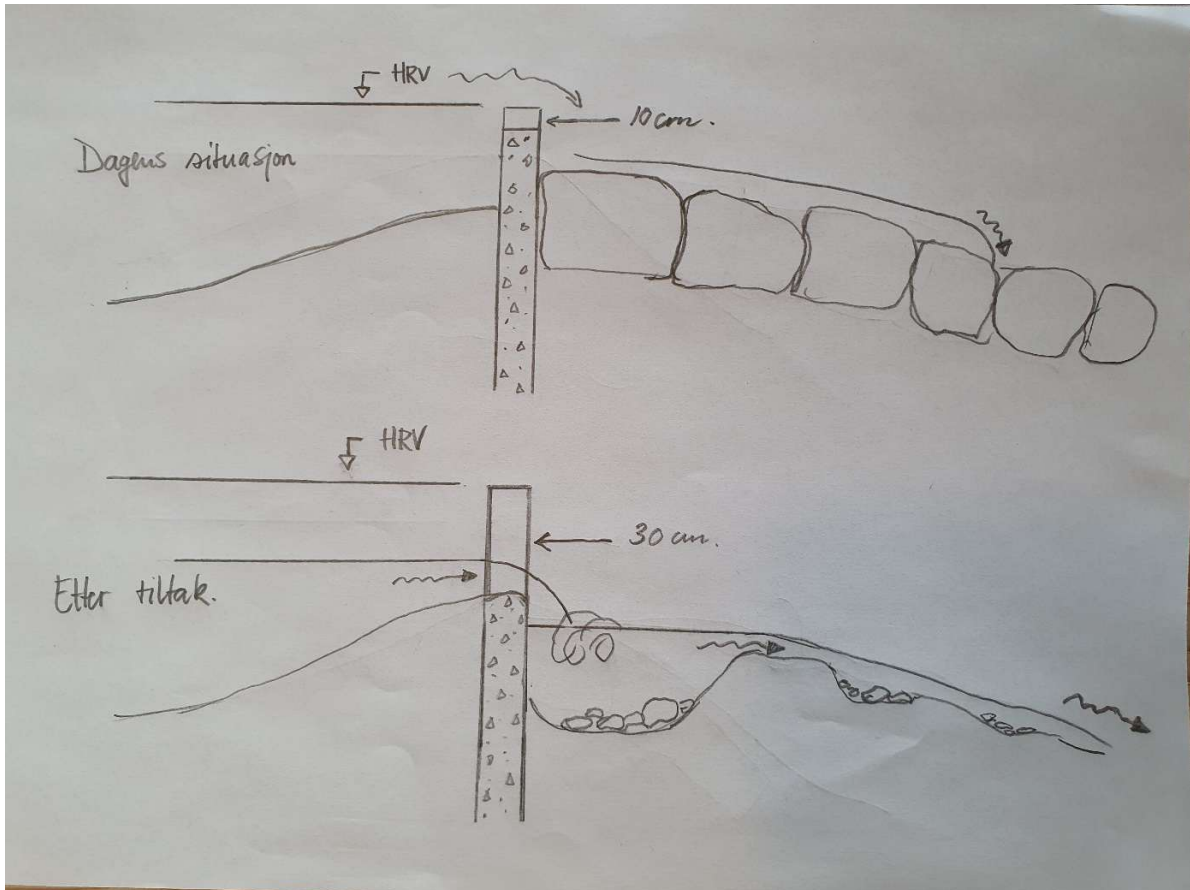 HRV
10 cm.
Dagens situasjon
HRV
30 cm.
Etter tiltak.